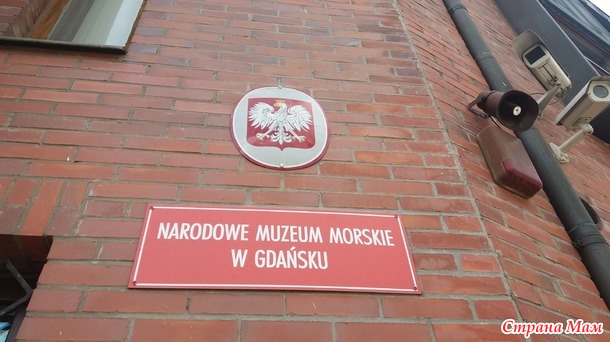 NARODOWE MUZEUM MORSKIE
W GDAŃSKU
Страна Мам